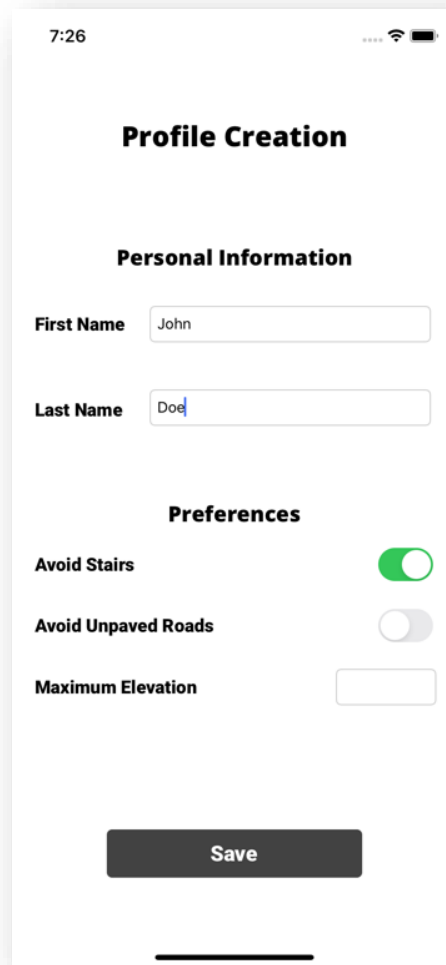 7:26
Profile Creation
Personal Information
First Name John
Last Name Doe
Preferences
Avoid Stairs
Avoid Unpaved Roads
Maximum Elevation
Save